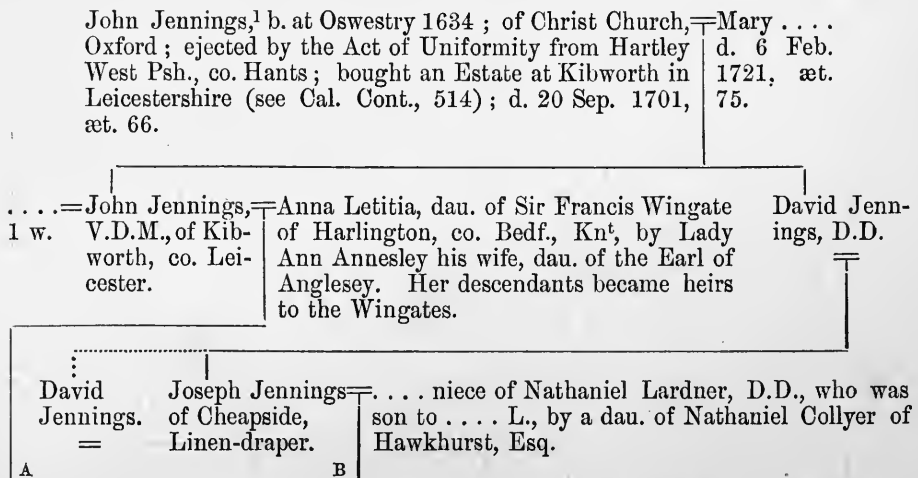 John Jennings,¹ b. at Oswestry 1634 ; of Christ Church,
Oxford ; ejected by the Act of Uniformity from Hartley
West Psh., co. Hants ; bought an Estate at Kibworth in
Leicestershire (see Cal. Cont., 514) ; d. 20 Sep. 1701,
æt. 66.
=Mary . . . .
d. 6 Feb.
1721, æt.
75.
. . . .=
1 w.
John Jennings,=
V.D.M., of Kib-
worth, co. Lei-
cester.
Anna Letitia, dau. of Sir Francis Wingate
of Harlington, co. Bedf., Knᵗ, by Lady
Ann Annesley his wife, dau. of the Earl of
Anglesey. Her descendants became heirs
to the Wingates.
David Jenn-
ings, D.D.
=
David
Jennings.
=
Joseph Jennings=
of Cheapside,
Linen-draper.
. . . . niece of Nathaniel Lardner, D.D., who was
son to . . . . L., by a dau. of Nathaniel Collyer of
Hawkhurst, Esq.
A
B